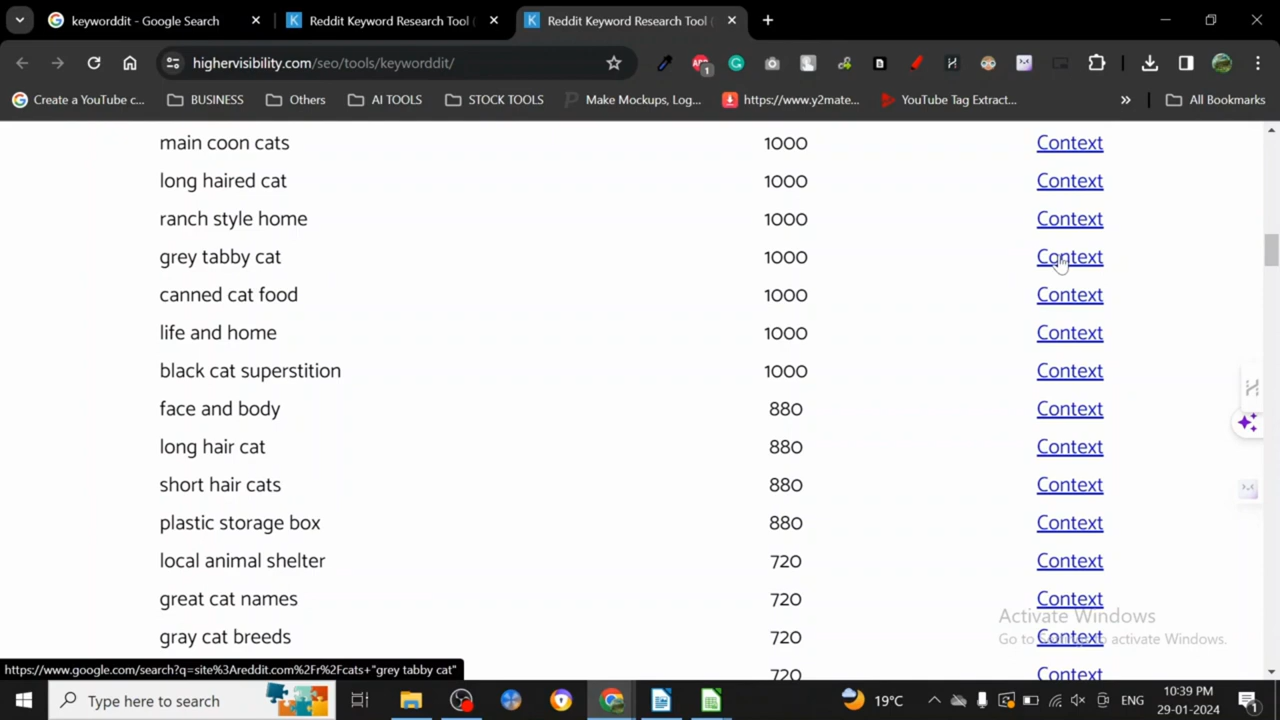 keyworddit - Google Search
Reddit Keyword Research Tool (
Reddit Keyword Research Tool (
highervisibility.com/seo/tools/keyworddit/
1
Create a YouTube c...
BUSINESS
Others
AI TOOLS
STOCK TOOLS
Make Mockups, Log...
https://www.y2mate...
YouTube Tag Extract...
All Bookmarks
main coon cats 1000 Context
long haired cat 1000 Context
ranch style home 1000 Context
grey tabby cat 1000 Context
canned cat food 1000 Context
life and home 1000 Context
black cat superstition 1000 Context
face and body 880 Context
long hair cat 880 Context
short hair cats 880 Context
plastic storage box 880 Context
local animal shelter 720 Context
great cat names 720 Context
gray cat breeds 720 Context
720 Context
Activate Windows
Go to Settings to activate Windows.
https://www.google.com/search?q=site%3Areddit.com%2Fr%2Fcats+"grey tabby cat"
Type here to search
19°C
ENG
10:39 PM
29-01-2024
1